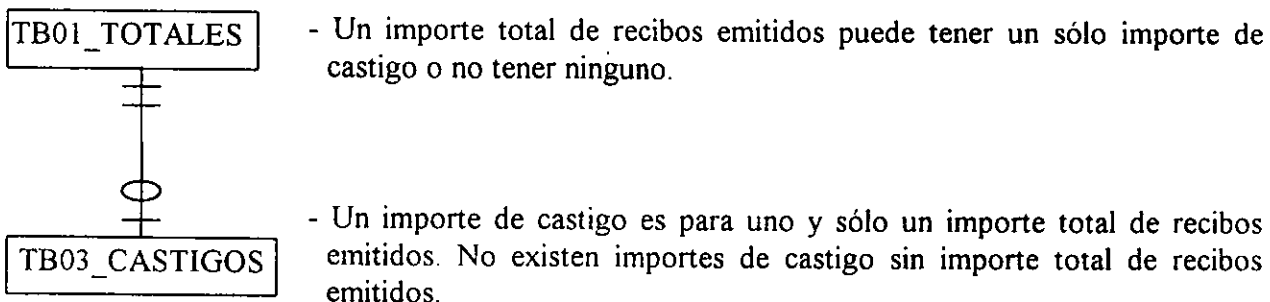 TB01_TOTALES
- Un importe total de recibos emitidos puede tener un sólo importe de
castigo o no tener ninguno.
- Un importe de castigo es para uno y sólo un importe total de recibos
emitidos. No existen importes de castigo sin importe total de recibos
emitidos.
TB03_CASTIGOS